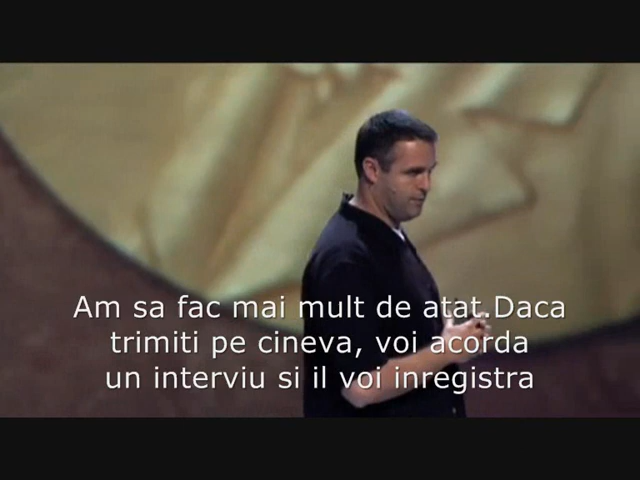 Am sa fac mai mult de atat.Daca
trimiti pe cineva, voi acorda
un interviu si il voi inregistra